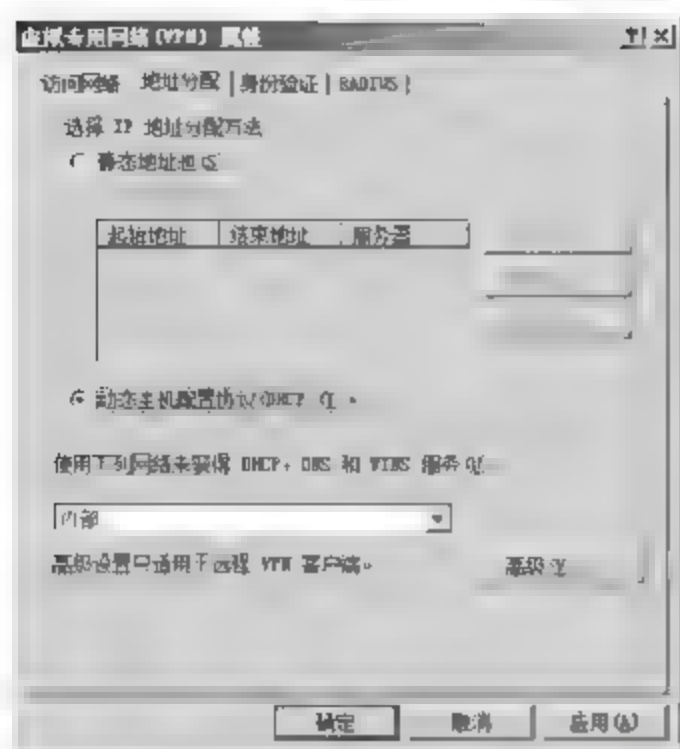 虚拟专用网络(VPN) 属性
访问网络 地址分配 身份验证 RADIUS
选择 IP 地址分配方法
静态地址池(S)
起始地址 结束地址 服务器
动态主机配置协议(DHCP)
使用下列网络来获得 DHCP、DNS 和 WINS 服务
内部
高级设置只适用于远程 VPN 客户端。
高级
确定 取消 应用(A)